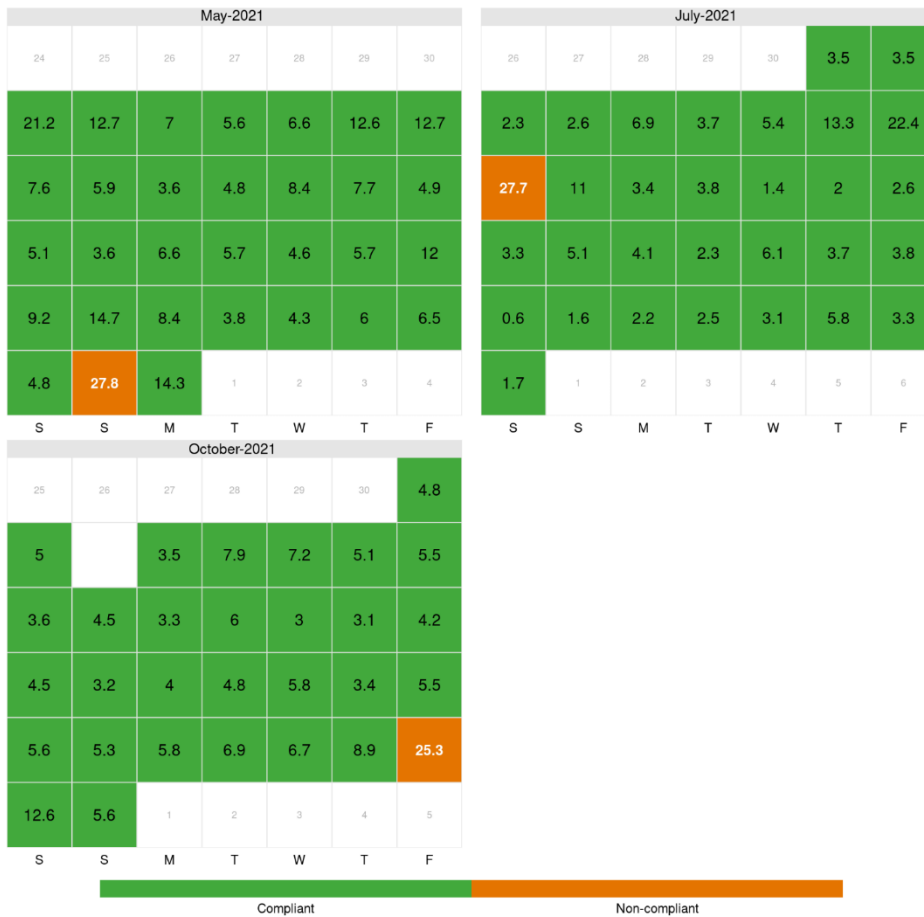 May-2021
24 25 26 27 28 29 30
21.2 12.7 7 5.6 6.6 12.6 12.7
7.6 5.9 3.6 4.8 8.4 7.7 4.9
5.1 3.6 6.6 5.7 4.6 5.7 12
9.2 14.7 8.4 3.8 4.3 6 6.5
4.8 27.8 14.3 1 2 3 4
S S M T W T F
July-2021
26 27 28 29 30 3.5 3.5
2.3 2.6 6.9 3.7 5.4 13.3 22.4
27.7 11 3.4 3.8 1.4 2 2.6
3.3 5.1 4.1 2.3 6.1 3.7 3.8
0.6 1.6 2.2 2.5 3.1 5.8 3.3
1.7 1 2 3 4 5 6
S S M T W T F
October-2021
25 26 27 28 29 30 4.8
5 3.5 7.9 7.2 5.1 5.5
3.6 4.5 3.3 6 3 3.1 4.2
4.5 3.2 4 4.8 5.8 3.4 5.5
5.6 5.3 5.8 6.9 6.7 8.9 25.3
12.6 5.6 1 2 3 4 5
S S M T W T F
Compliant Non-compliant